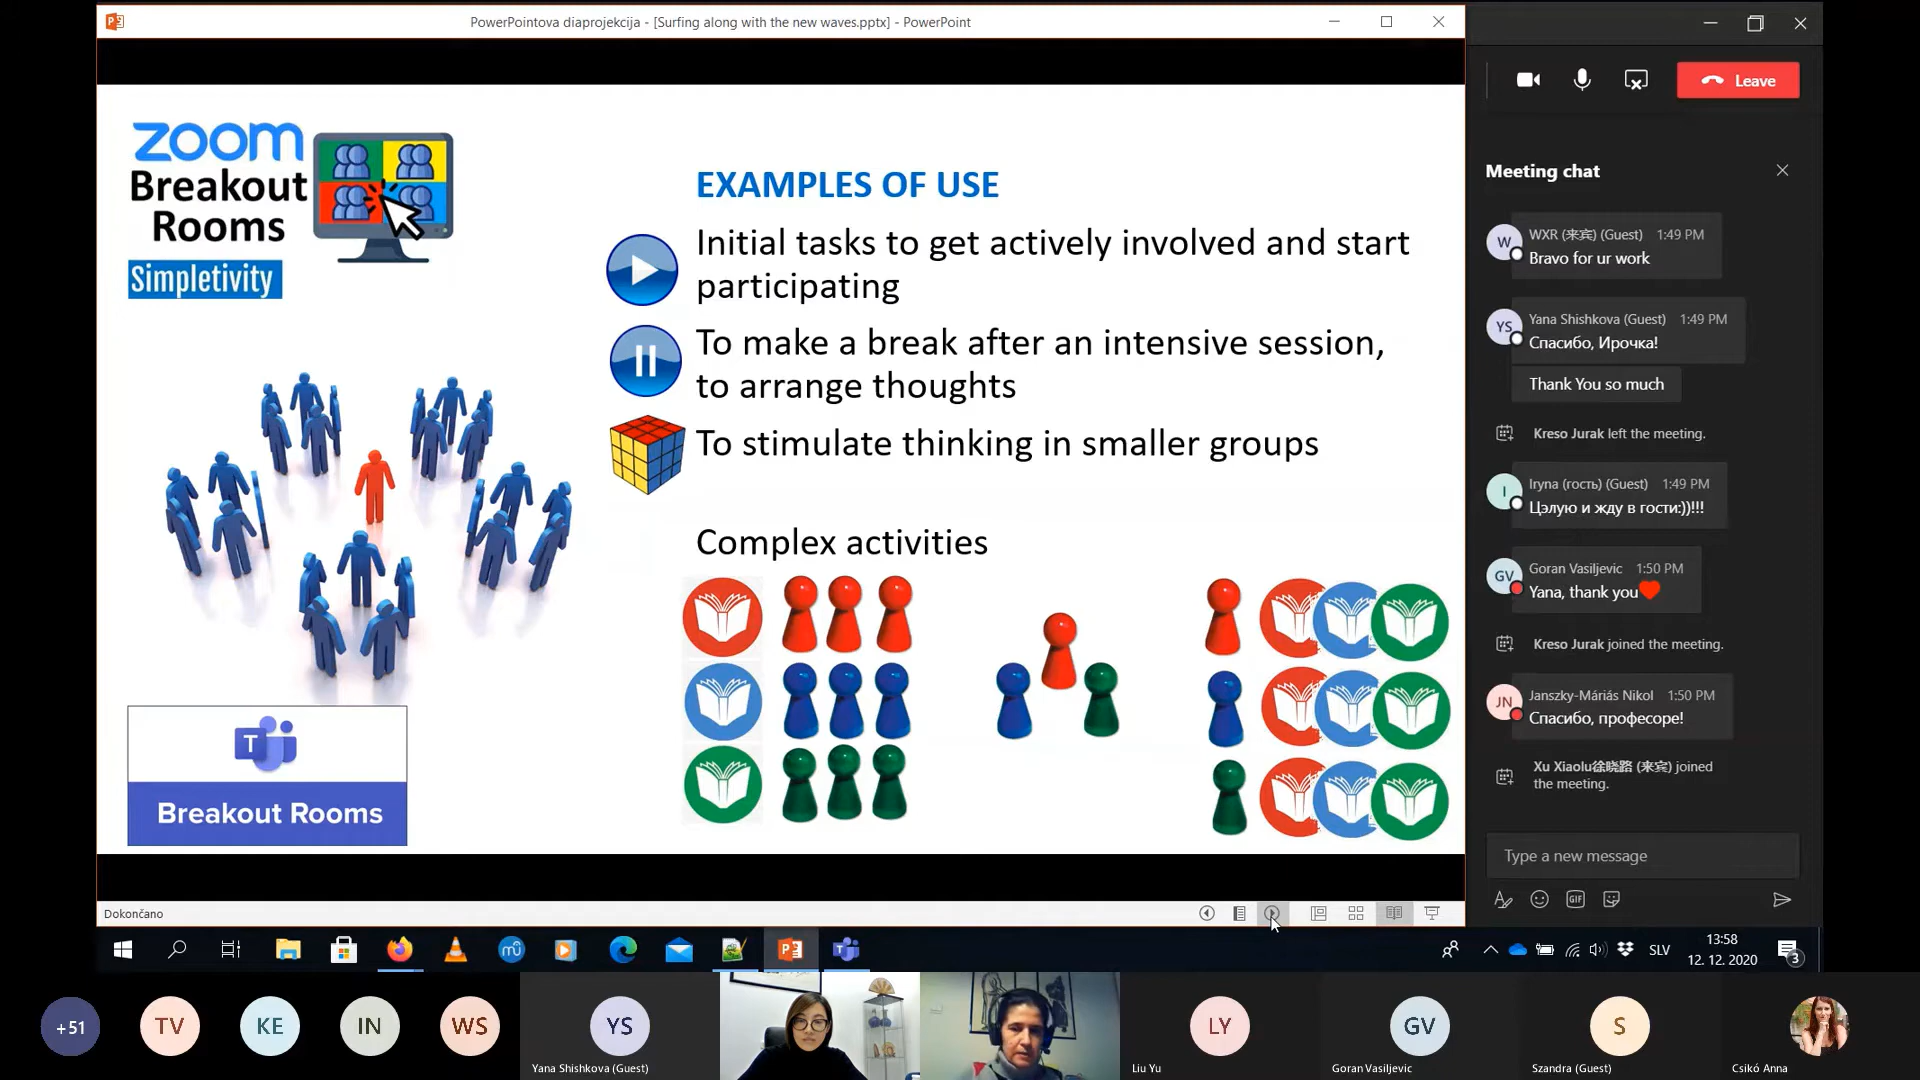 PowerPointova diaprojekcija - [Surfing along with the new waves.pptx] - PowerPoint
Leave
Meeting chat
zoom
Breakout
Rooms
Simpletivity
EXAMPLES OF USE
Initial tasks to get actively involved and start
participating
To make a break after an intensive session,
to arrange thoughts
To stimulate thinking in smaller groups
Complex activities
T
Breakout Rooms
W
WXR (来宾) (Guest) 1:49 PM
Bravo for ur work
YS
Yana Shishkova (Guest) 1:49 PM
Спасибо, Ирочка!
Thank You so much
Kreso Jurak left the meeting.
I
Iryna (гость) (Guest) 1:49 PM
Цэлую и жду в гости:))!!!
GV
Goran Vasiljevic 1:50 PM
Yana, thank you
Kreso Jurak joined the meeting.
JN
Janszky-Máriás Nikol 1:50 PM
Спасибо, професоре!
Xu Xiaolu徐晓路 (来宾) joined
the meeting.
Type a new message
GIF
Dokončano
SLV
13:58
12. 12. 2020
3
+51
TV
KE
IN
WS
YS
Yana Shishkova (Guest)
LY
Liu Yu
GV
Goran Vasiljevic
S
Szandra (Guest)
Csikó Anna